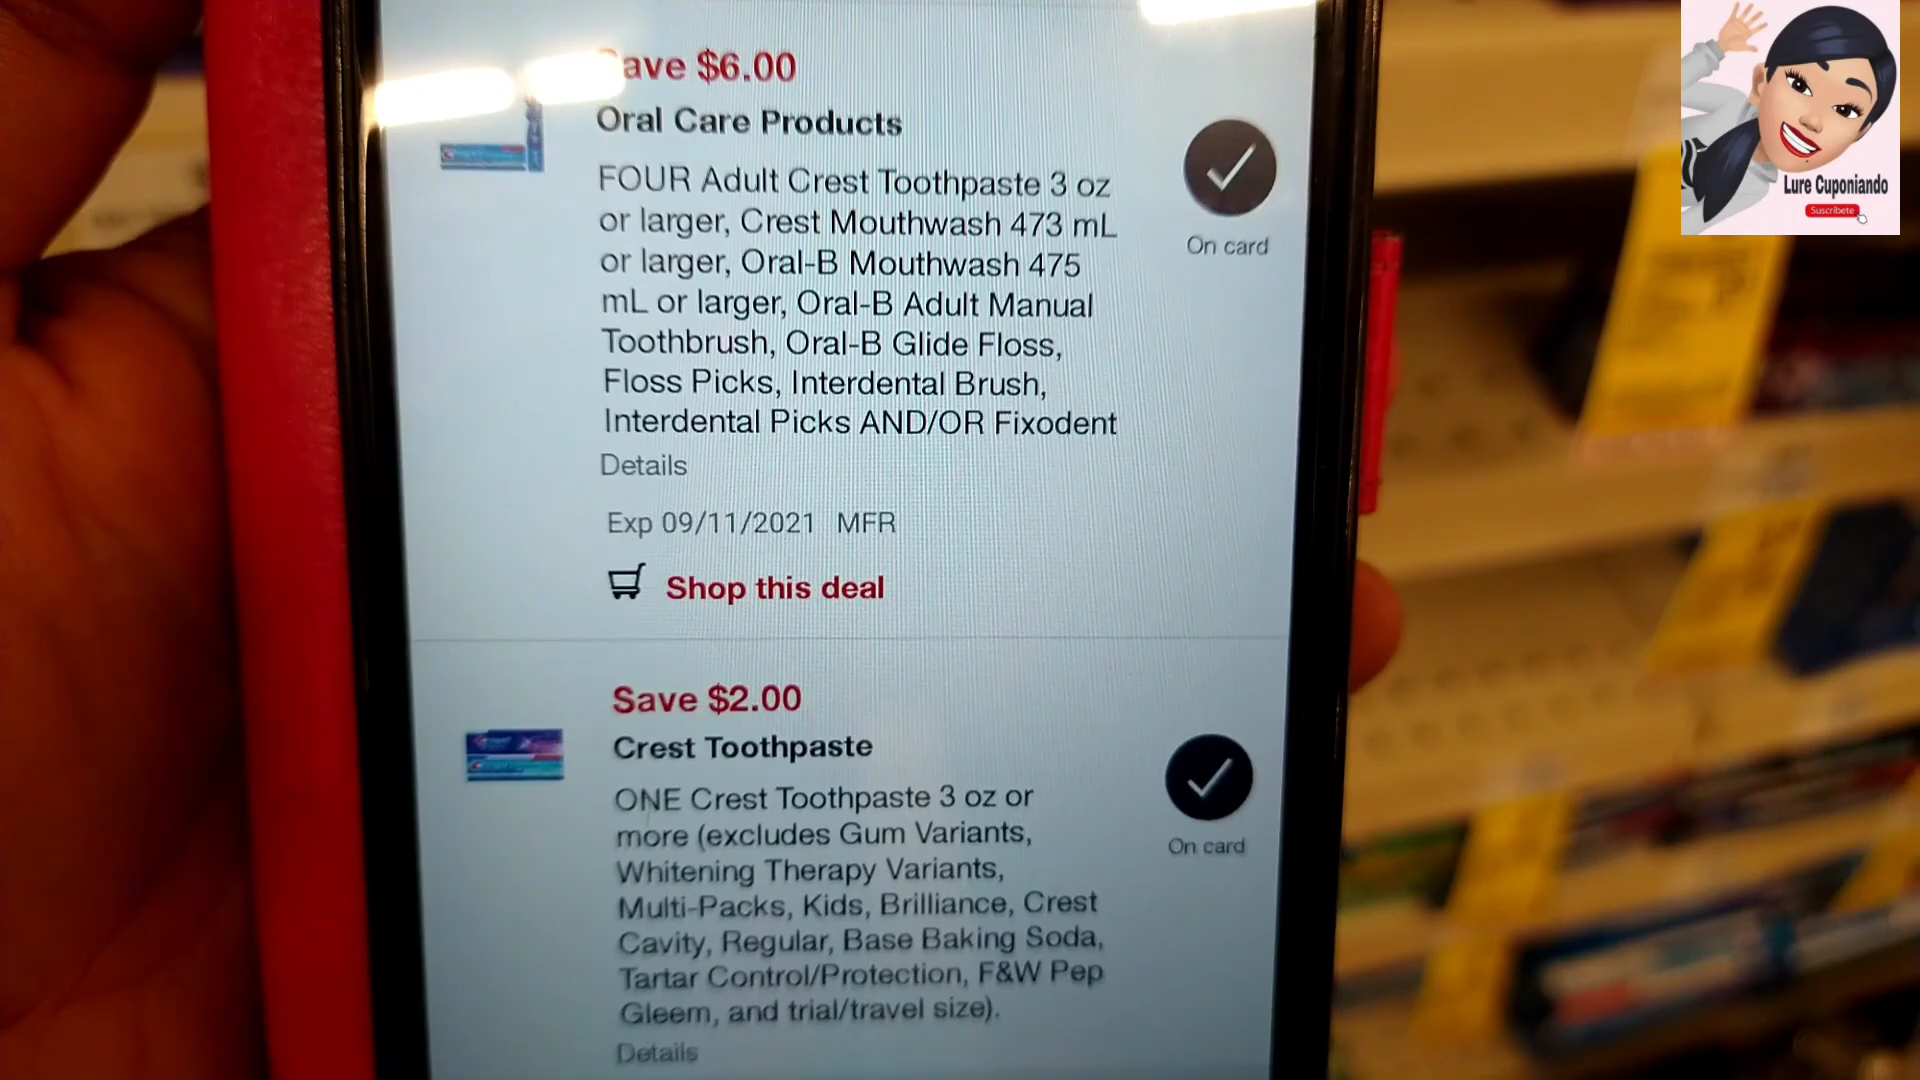 Save $6.00
Oral Care Products
FOUR Adult Crest Toothpaste 3 oz
or larger, Crest Mouthwash 473 mL
or larger, Oral-B Mouthwash 475
mL or larger, Oral-B Adult Manual
Toothbrush, Oral-B Glide Floss,
Floss Picks, Interdental Brush,
Interdental Picks AND/OR Fixodent
Details
Exp 09/11/2021 MFR
Shop this deal
On card
Save $2.00
Crest Toothpaste
ONE Crest Toothpaste 3 oz or
more (excludes Gum Variants,
Whitening Therapy Variants,
Multi-Packs, Kids, Brilliance, Crest
Cavity, Regular, Base Baking Soda,
Tartar Control/Protection, F&W Pep
Gleem, and trial/travel size).
Details
On card
Lure Cuponiando
Suscríbete